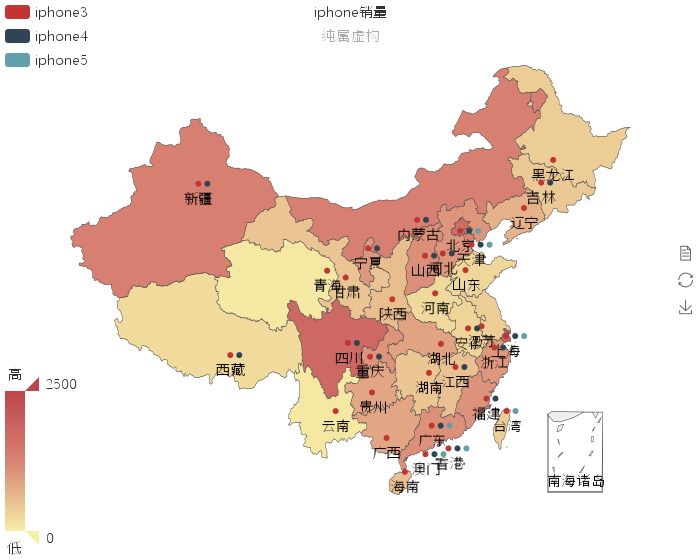 iphone3
iphone4
iphone5
iphone销量
纯属虚构
黑龙江
吉林
新疆
辽宁
内蒙古
北京
天津
宁夏
山西
河北
青海
甘肃
山东
河南
陕西
安徽
上海
四川
湖北
浙江
重庆
西藏
湖南
江西
贵州
福建
云南
台湾
广东
广西
澳门
香港
海南
南海诸岛
高
2500
0
低